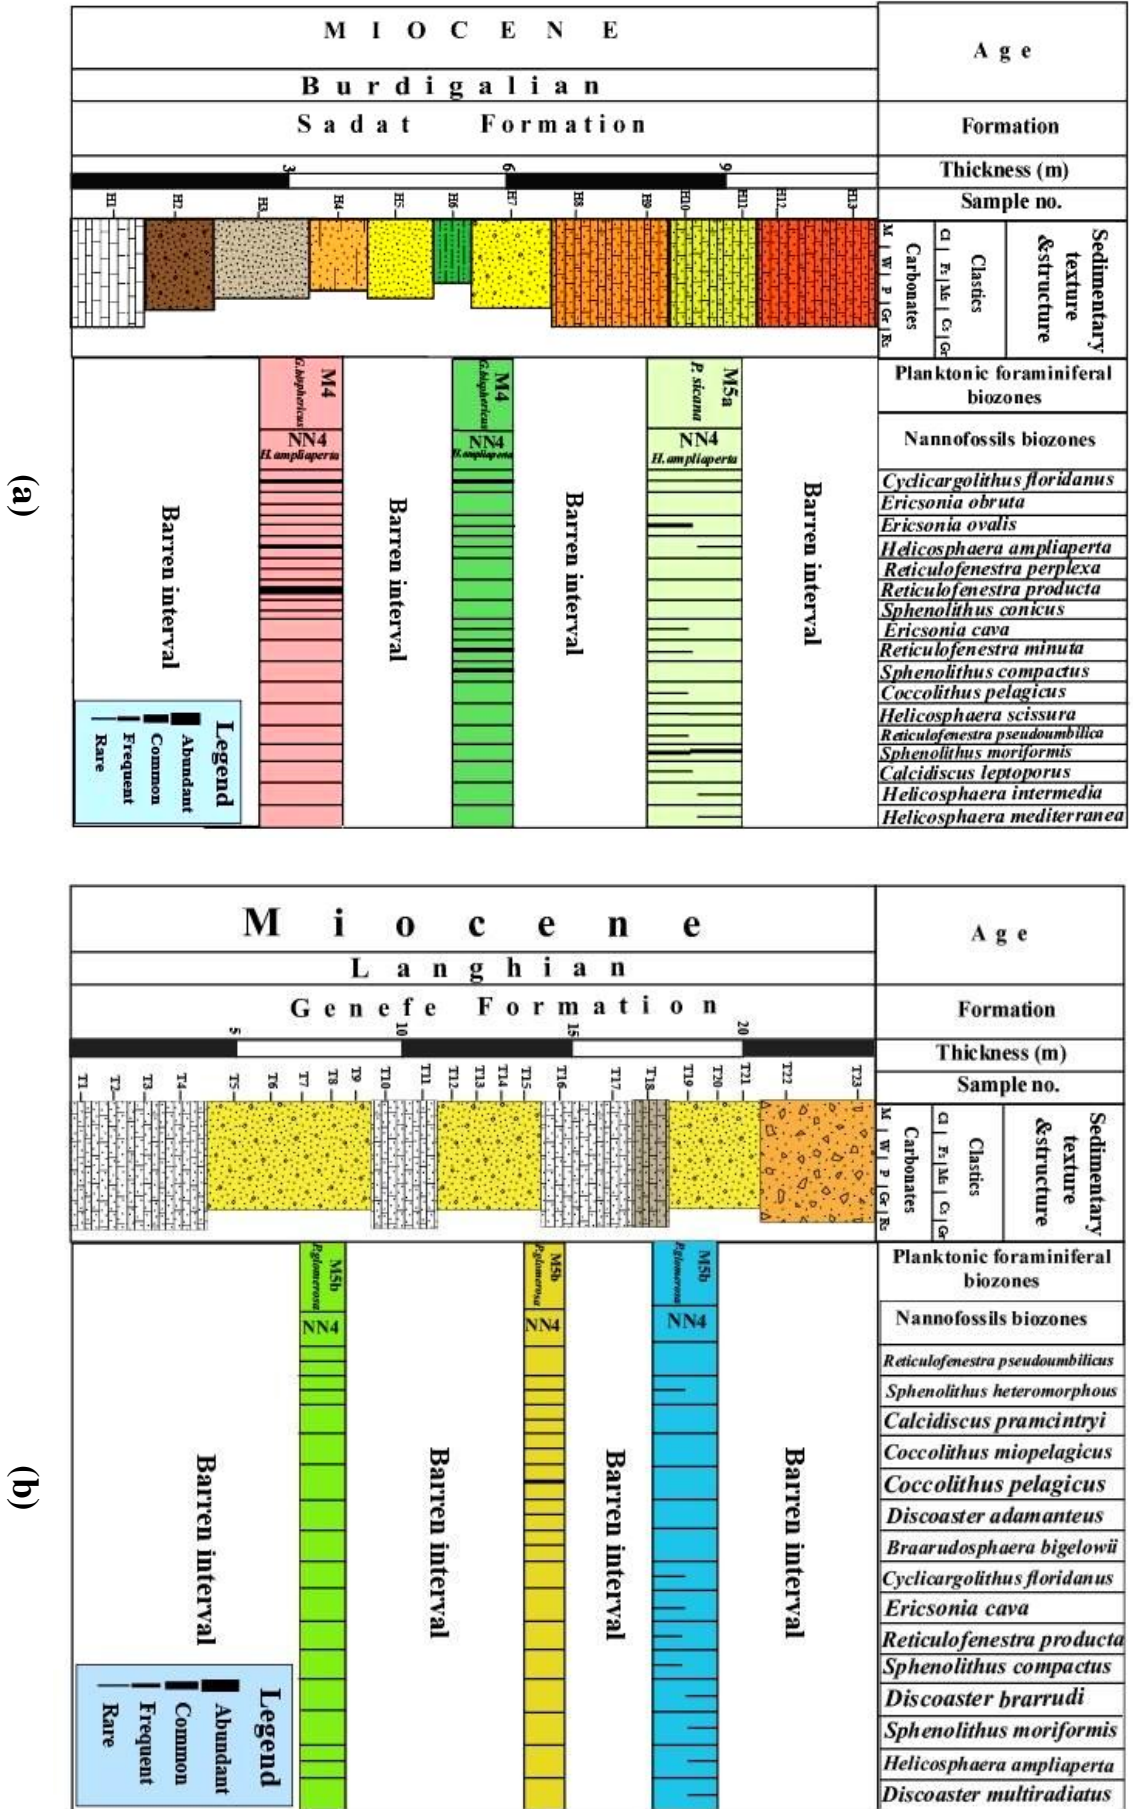 (a)
Age
MIOCENE
Burdigalian
Formation
Sadat Formation
Thickness (m)
3
6
9
Sample no.
H1
H2
H3
H4
H5
H6
H7
H8
H9
H10
H11
H12
H13
Sedimentary
texture
&structure
Clastics
Cl | Fs | Ms | Cs | Gr
Carbonates
M | W | P | Gr | Rs
Planktonic foraminiferal
biozones
M4
G.bisphericus
M4
G.bisphericus
M5a
P. sicana
Nannofossils biozones
NN4
H. ampliaperta
NN4
H. ampliaperta
NN4
H. ampliaperta
Cyclicargolithus floridanus
Ericsonia obruta
Ericsonia ovalis
Helicosphaera ampliaperta
Reticulofenestra perplexa
Reticulofenestra producta
Sphenolithus conicus
Ericsonia cava
Reticulofenestra minuta
Sphenolithus compactus
Coccolithus pelagicus
Helicosphaera scissura
Reticulofenestra pseudoumbilica
Sphenolithus moriformis
Calcidiscus leptoporus
Helicosphaera intermedia
Helicosphaera mediterranea
Barren interval
Barren interval
Barren interval
Barren interval
Legend
Abundant
Common
Frequent
Rare
(b)
Age
Miocene
Langhian
Formation
Genefe Formation
Thickness (m)
5
10
15
20
Sample no.
T1
T2
T3
T4
T5
T6
T7
T8
T9
T10
T11
T12
T13
T14
T15
T16
T17
T18
T19
T20
T21
T22
T23
Sedimentary
texture
&structure
Clastics
Cl | Fs | Ms | Cs | Gr
Carbonates
M | W | P | Gr | Rs
Planktonic foraminiferal
biozones
M5b
P.glomerosa
M5b
P.glomerosa
M5b
P.glomerosa
Nannofossils biozones
NN4
NN4
NN4
Reticulofenestra pseudoumbilicus
Sphenolithus heteromorphous
Calcidiscus pramcintryi
Coccolithus miopelagicus
Coccolithus pelagicus
Discoaster adamanteus
Braarudosphaera bigelowii
Cyclicargolithus floridanus
Ericsonia cava
Reticulofenestra producta
Sphenolithus compactus
Discoaster brarrudi
Sphenolithus moriformis
Helicosphaera ampliaperta
Discoaster multiradiatus
Barren interval
Barren interval
Barren interval
Barren interval
Legend
Abundant
Common
Frequent
Rare